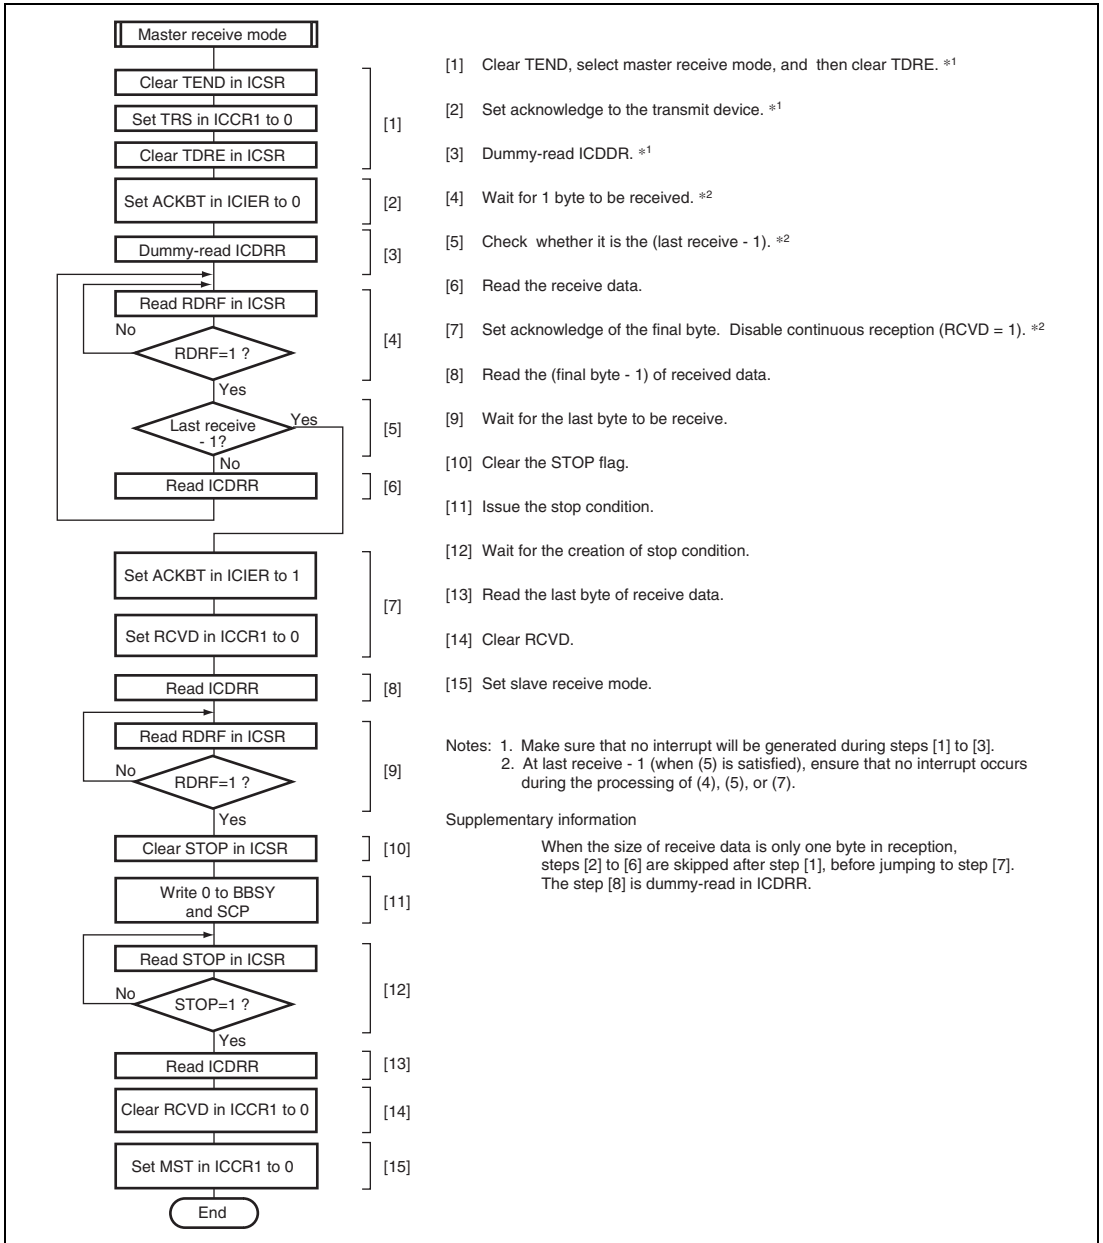 Master receive mode
Clear TEND in ICSR
Set TRS in ICCR1 to 0
Clear TDRE in ICSR
[1]
Set ACKBT in ICIER to 0
[2]
Dummy-read ICDRR
[3]
Read RDRF in ICSR
No
RDRF=1 ?
[4]
Yes
Last receive
- 1?
Yes
[5]
No
Read ICDRR
[6]
Set ACKBT in ICIER to 1
[7]
Set RCVD in ICCR1 to 0
Read ICDRR
[8]
Read RDRF in ICSR
No
RDRF=1 ?
[9]
Yes
Clear STOP in ICSR
[10]
Write 0 to BBSY
and SCP
[11]
Read STOP in ICSR
No
STOP=1 ?
[12]
Yes
Read ICDRR
[13]
Clear RCVD in ICCR1 to 0
[14]
Set MST in ICCR1 to 0
[15]
End
[1] Clear TEND, select master receive mode, and then clear TDRE. *1
[2] Set acknowledge to the transmit device. *1
[3] Dummy-read ICDDR. *1
[4] Wait for 1 byte to be received. *2
[5] Check whether it is the (last receive - 1). *2
[6] Read the receive data.
[7] Set acknowledge of the final byte. Disable continuous reception (RCVD = 1). *2
[8] Read the (final byte - 1) of received data.
[9] Wait for the last byte to be receive.
[10] Clear the STOP flag.
[11] Issue the stop condition.
[12] Wait for the creation of stop condition.
[13] Read the last byte of receive data.
[14] Clear RCVD.
[15] Set slave receive mode.
Notes: 1. Make sure that no interrupt will be generated during steps [1] to [3].
2. At last receive - 1 (when (5) is satisfied), ensure that no interrupt occurs
during the processing of (4), (5), or (7).
Supplementary information
When the size of receive data is only one byte in reception,
steps [2] to [6] are skipped after step [1], before jumping to step [7].
The step [8] is dummy-read in ICDRR.